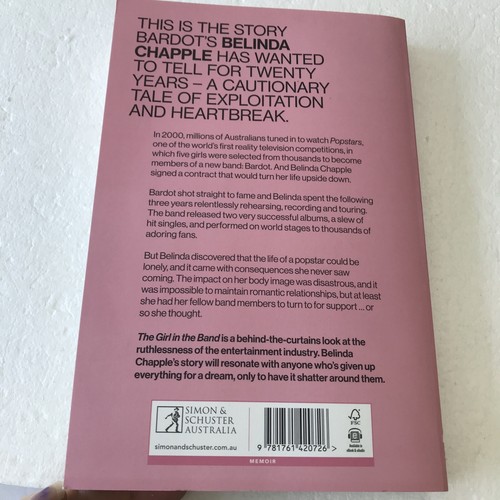 THIS IS THE STORY
BARDOT'S BELINDA
CHAPPLE HAS WANTED
TO TELL FOR TWENTY
YEARS – A CAUTIONARY
TALE OF EXPLOITATION
AND HEARTBREAK.
In 2000, millions of Australians tuned in to watch Popstars,
one of the world's first reality television competitions, in
which five girls were selected from thousands to become
members of a new band: Bardot. And Belinda Chapple
signed a contract that would turn her life upside down.
Bardot shot straight to fame and Belinda spent the following
three years relentlessly rehearsing, recording and touring.
The band released two very successful albums, a slew of
hit singles, and performed on world stages to thousands of
adoring fans.
But Belinda discovered that the life of a popstar could be
lonely, and it came with consequences she never saw
coming. The impact on her body image was disastrous, and it
was impossible to maintain romantic relationships, but at least
she had her fellow band members to turn to for support ... or
so she thought.
The Girl in the Band is a behind-the-curtains look at the
ruthlessness of the entertainment industry. Belinda
Chapple's story will resonate with anyone who's given up
everything for a dream, only to have it shatter around them.
SIMON &
SCHUSTER
AUSTRALIA
simonandschuster.com.au
9 781761 420726 >
FSC
Available in
eBook & eAudio
MEMOIR